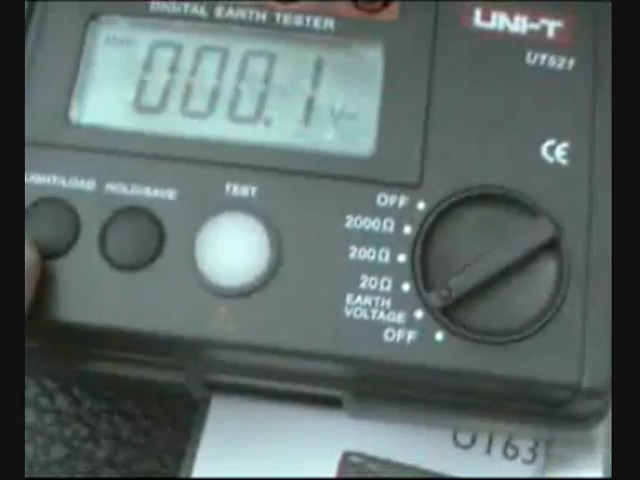 DIGITAL EARTH TESTER
UNI-T
UT521
000.1 V~
LIGHT/LOAD
HOLD/SAVE
TEST
CE
OFF
2000Ω
200Ω
20Ω
EARTH
VOLTAGE
OFF
UT63